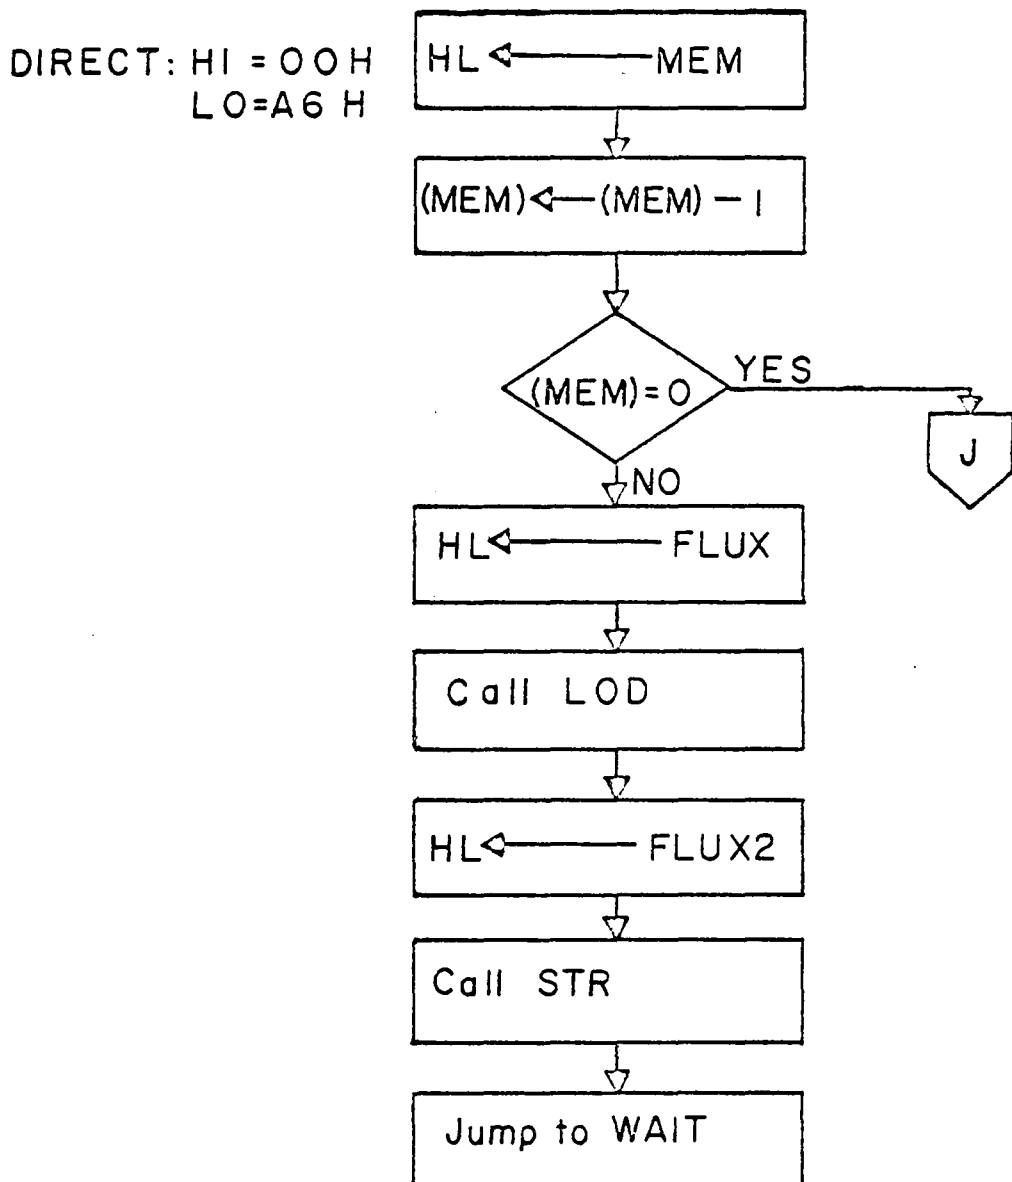 DIRECT: HI = 00H
LO=A6 H
HL ← MEM
(MEM) ← (MEM) - 1
(MEM)=0
YES
J
NO
HL ← FLUX
Call LOD
HL ← FLUX2
Call STR
Jump to WAIT